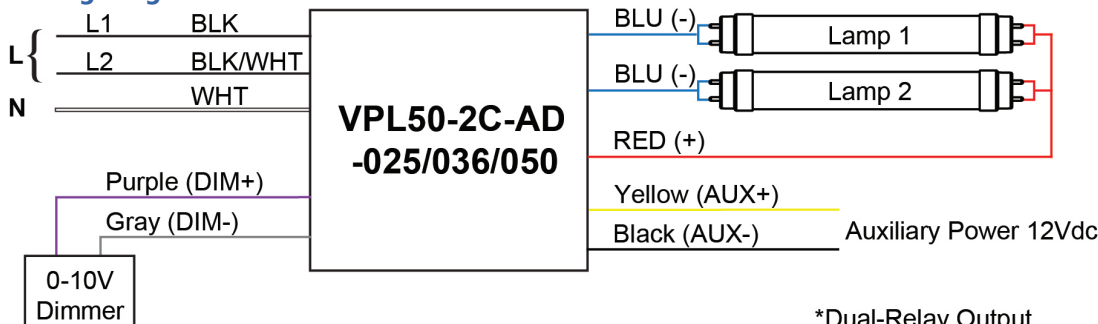 L1 BLK
L
L2 BLK/WHT
N
WHT
Purple (DIM+)
Gray (DIM-)
0-10V
Dimmer
VPL50-2C-AD
-025/036/050
BLU (-)
Lamp 1
BLU (-)
Lamp 2
RED (+)
Yellow (AUX+)
Black (AUX-)
Auxiliary Power 12Vdc
*Dual-Relay Output